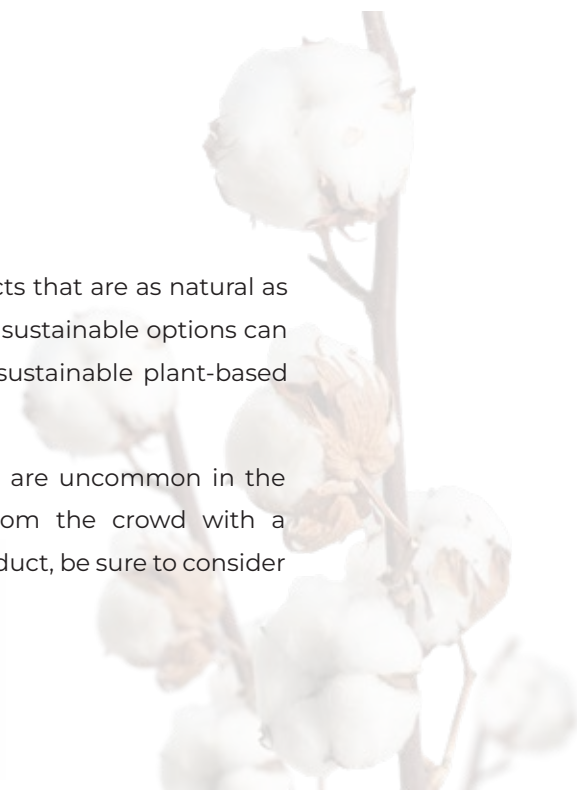 cts that are as natural as
sustainable options can
sustainable plant-based
are uncommon in the
om the crowd with a
duct, be sure to consider